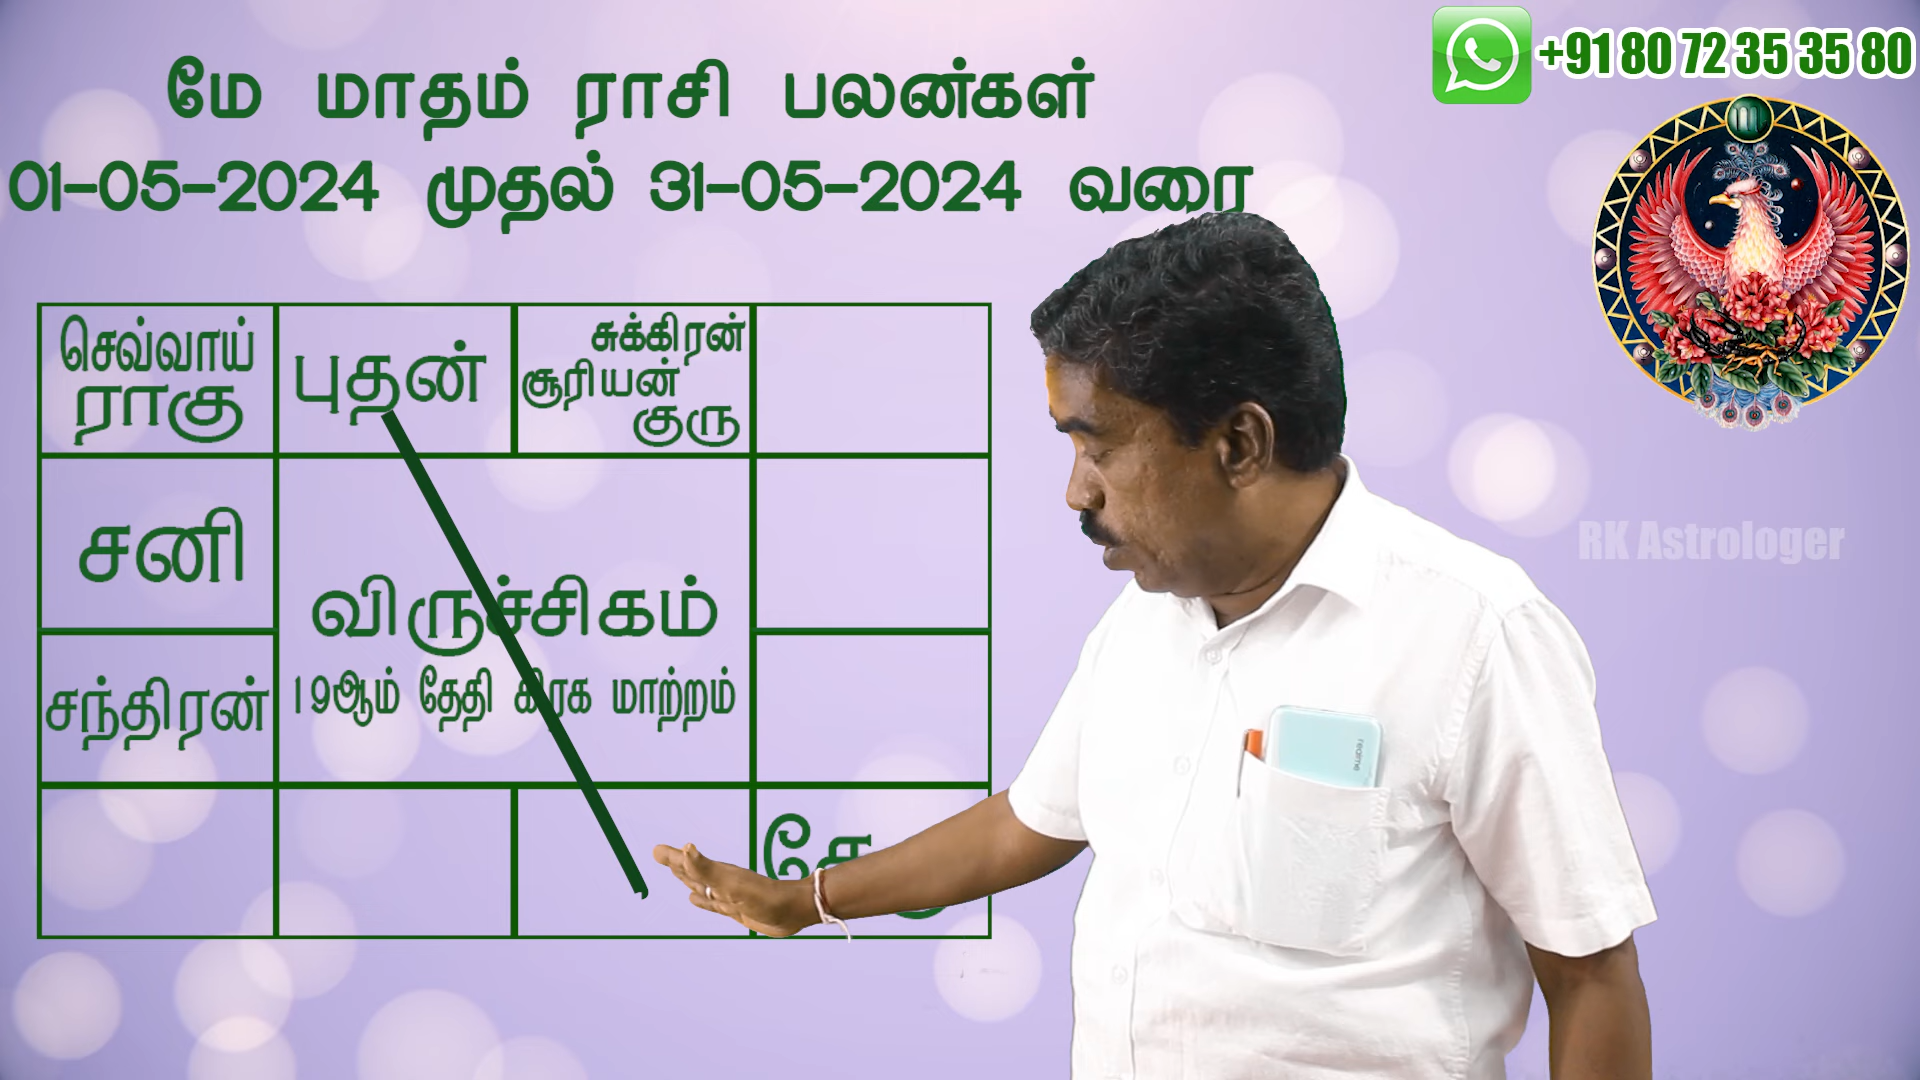 +91 80 72 35 35 80
மே மாதம் ராசி பலன்கள்
01-05-2024 முதல் 31-05-2024 வரை
செவ்வாய்
ராகு
புதன்
சுக்கிரன்
சூரியன்
குரு
சனி
விருச்சிகம்
19ஆம் தேதி கிரக மாற்றம்
சந்திரன்
RK Astrologer
realme